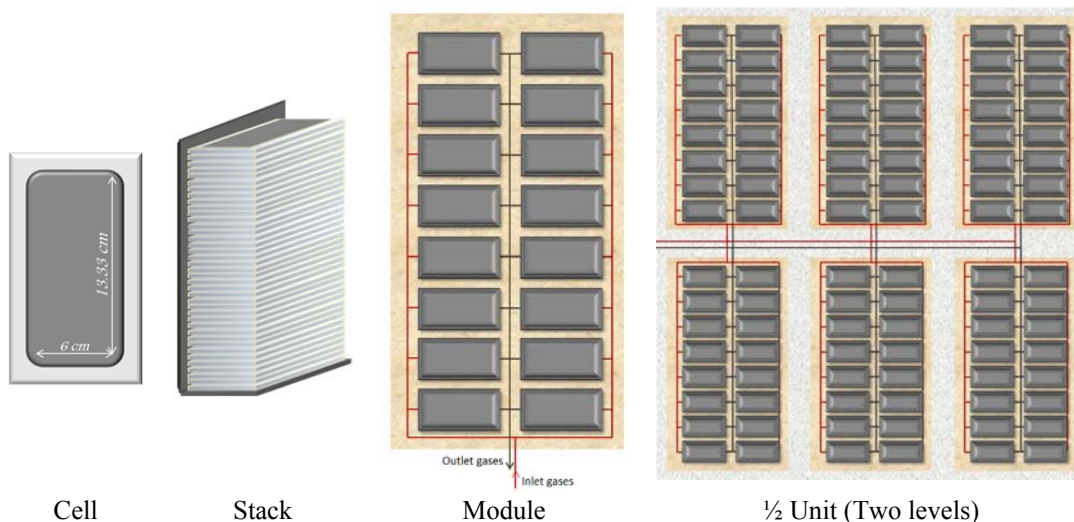 13.33 cm
6 cm
Outlet gases
Inlet gases
Cell
Stack
Module
½ Unit (Two levels)